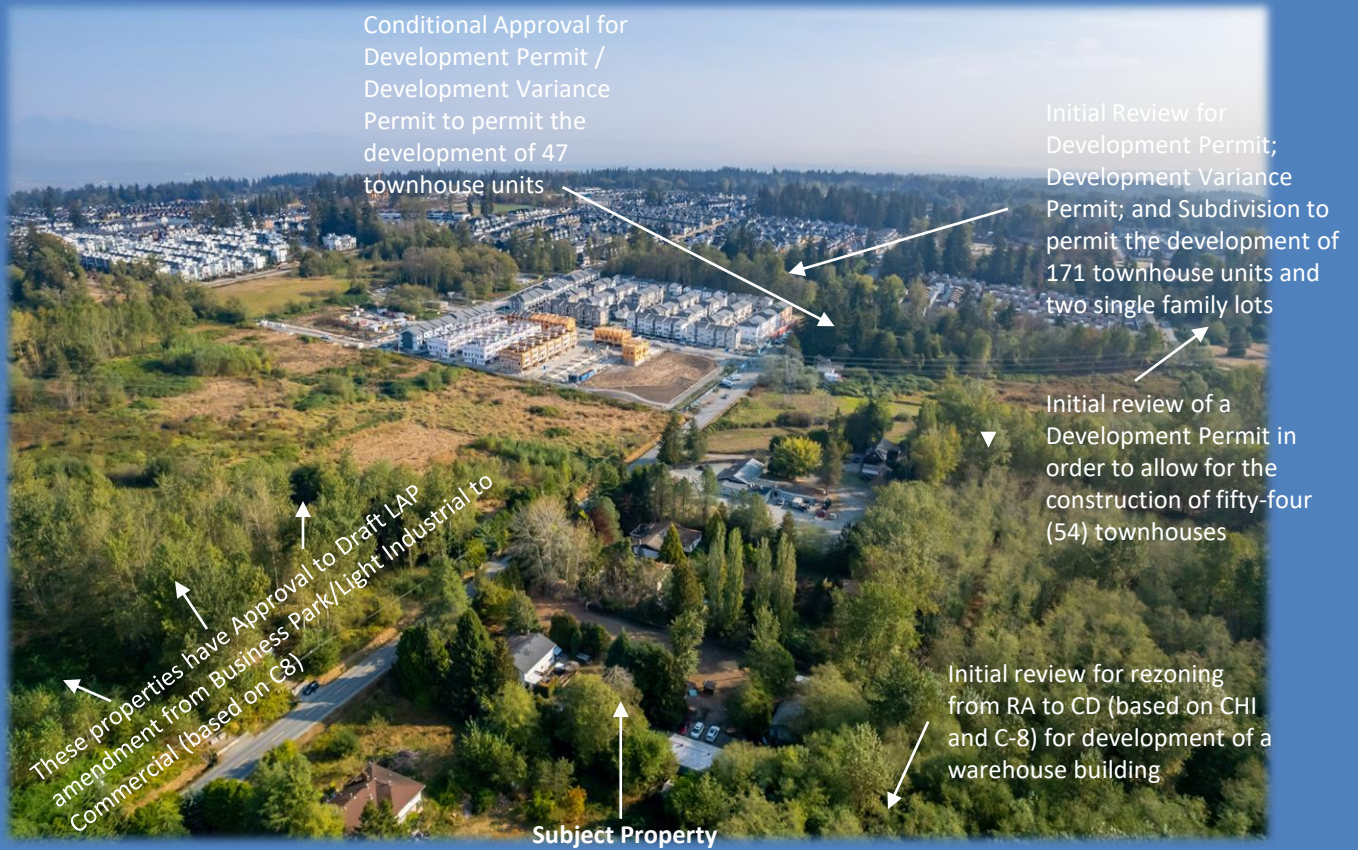 Conditional Approval for
Development Permit /
Development Variance
Permit to permit the
development of 47
townhouse units
Initial Review for
Development Permit;
Development Variance
Permit; and Subdivision to
permit the development of
171 townhouse units and
two single family lots
Initial review of a
Development Permit in
order to allow for the
construction of fifty-four
(54) townhouses
These properties have Approval to Draft LAP
amendment from Business Park/Light Industrial to
Commercial (based on C8)
Initial review for rezoning
from RA to CD (based on CHI
and C-8) for development of a
warehouse building
Subject Property